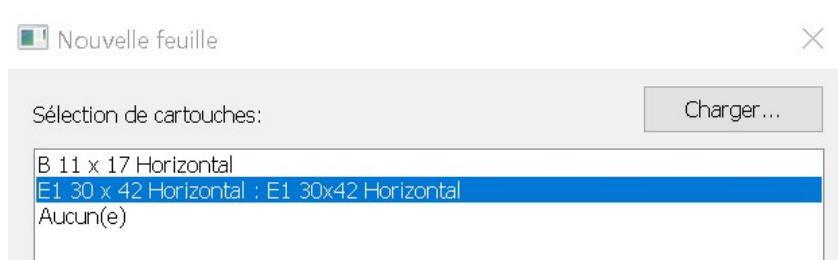 Nouvelle feuille
Sélection de cartouches:
Charger...
B 11 x 17 Horizontal
E1 30 x 42 Horizontal : E1 30x42 Horizontal
Aucun(e)